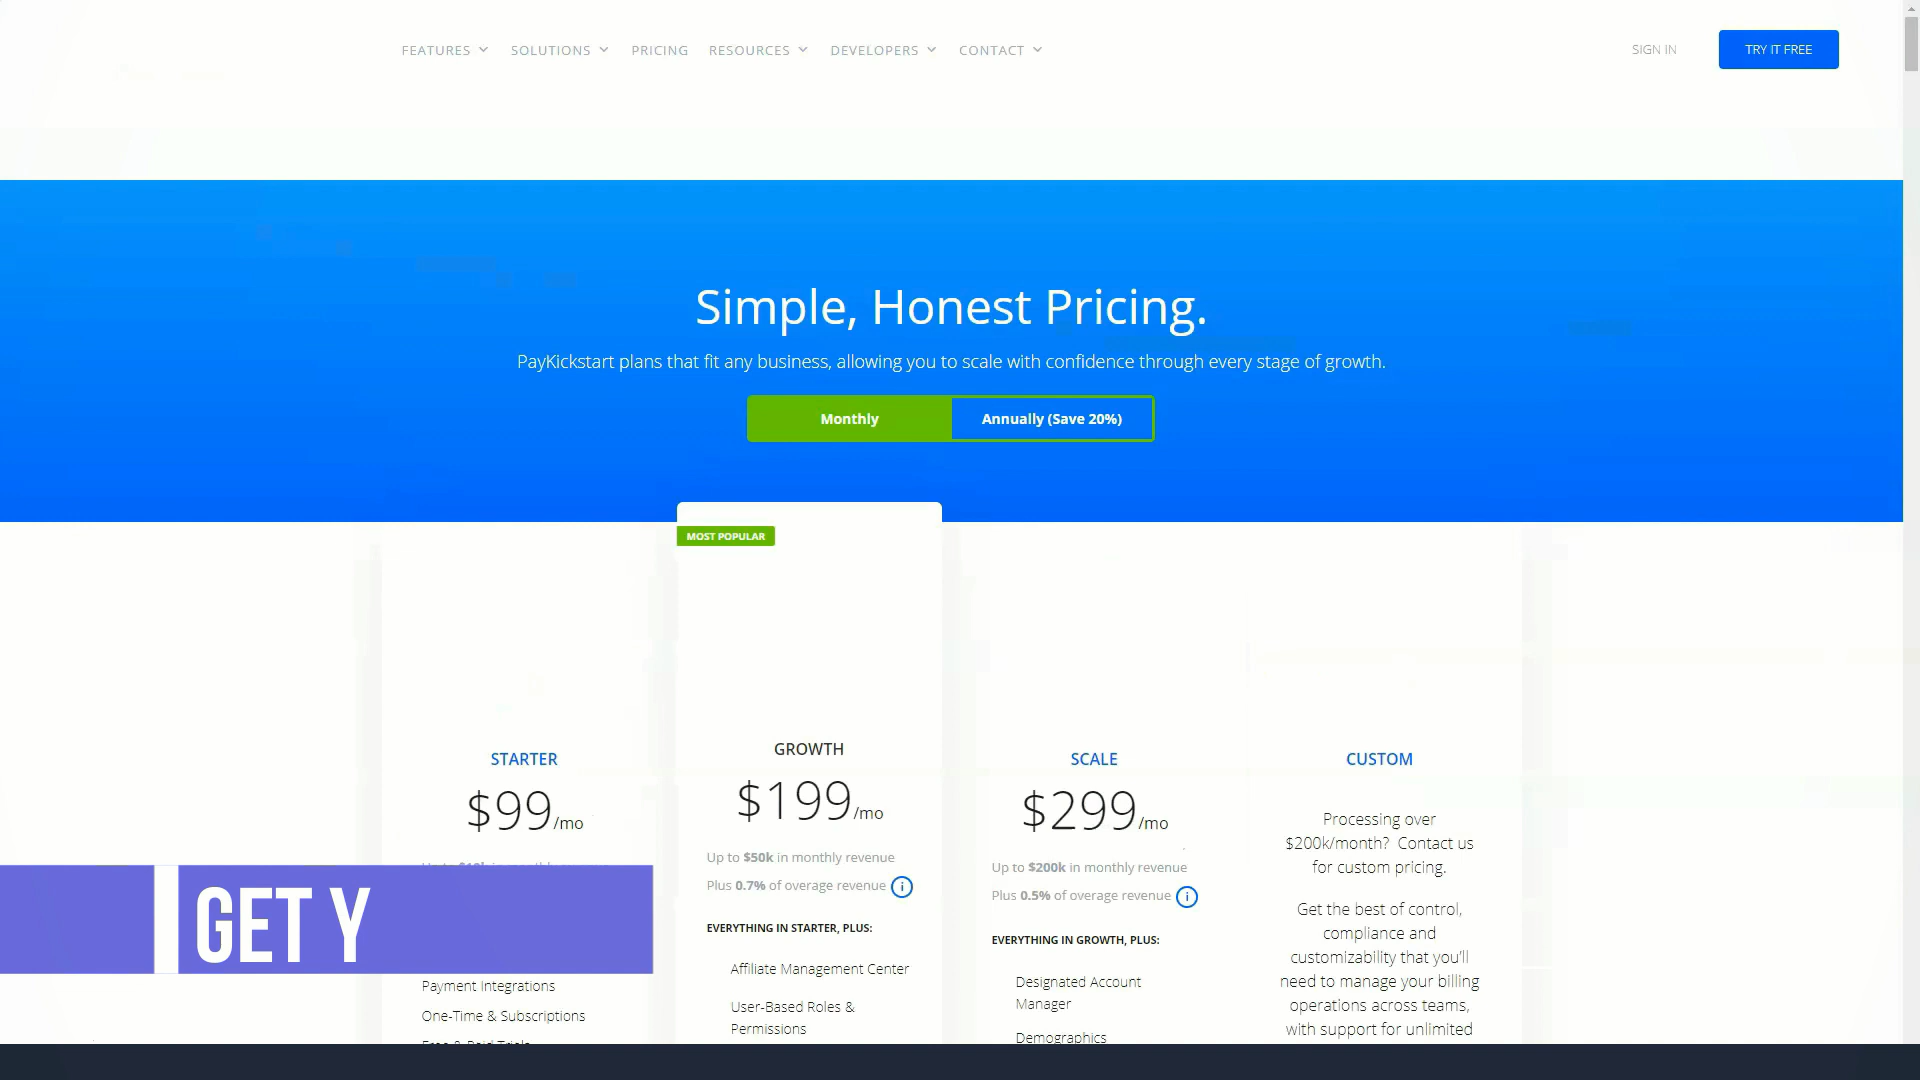 FEATURES
SOLUTIONS
PRICING
RESOURCES
DEVELOPERS
CONTACT
SIGN IN
TRY IT FREE
Simple, Honest Pricing.
PayKickstart plans that fit any business, allowing you to scale with confidence through every stage of growth.
Monthly
Annually (Save 20%)
MOST POPULAR
STARTER
$99/mo
GET Y
Payment Integrations
One-Time & Subscriptions
GROWTH
$199/mo
Up to $50k in monthly revenue
Plus 0.7% of overage revenue
EVERYTHING IN STARTER, PLUS:
Affiliate Management Center
User-Based Roles &
Permissions
SCALE
$299/mo
Up to $200k in monthly revenue
Plus 0.5% of overage revenue
EVERYTHING IN GROWTH, PLUS:
Designated Account
Manager
Demographics
CUSTOM
Processing over
$200k/month? Contact us
for custom pricing.
Get the best of control,
compliance and
customizability that you'll
need to manage your billing
operations across teams,
with support for unlimited